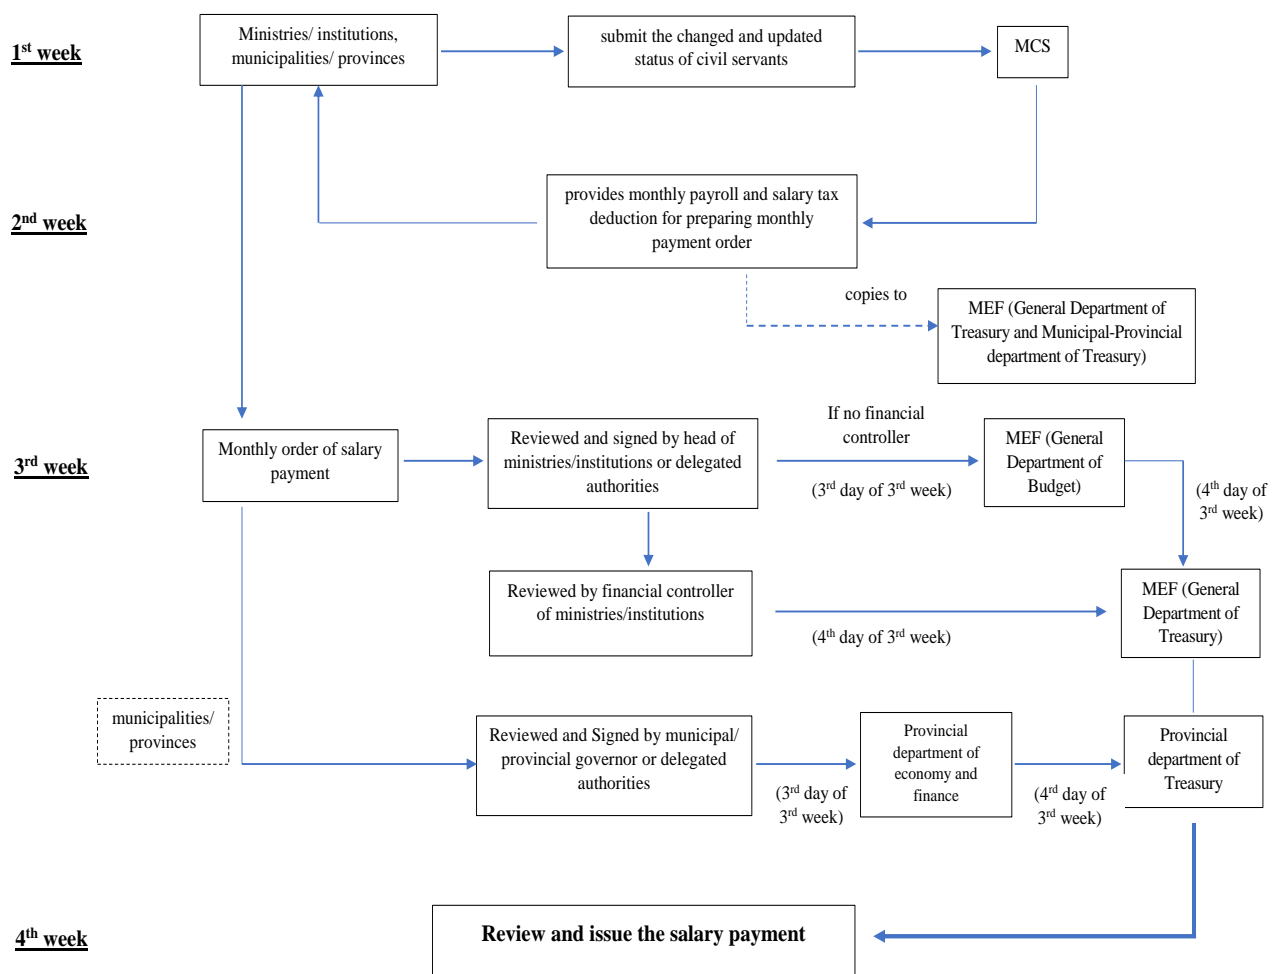 1st week
Ministries/ institutions,
municipalities/ provinces
submit the changed and updated
status of civil servants
MCS
2nd week
provides monthly payroll and salary tax
deduction for preparing monthly
payment order
copies to
MEF (General Department of
Treasury and Municipal-Provincial
department of Treasury)
3rd week
Monthly order of salary
payment
Reviewed and signed by head of
ministries/institutions or delegated
authorities
If no financial
controller
(3rd day of 3rd week)
MEF (General
Department of
Budget)
(4th day of
3rd week)
Reviewed by financial controller
of ministries/institutions
(4th day of 3rd week)
MEF (General
Department of
Treasury)
municipalities/
provinces
Reviewed and Signed by municipal/
provincial governor or delegated
authorities
(3rd day of
3rd week)
Provincial
department of
economy and
finance
(4rd day of
3rd week)
Provincial
department of
Treasury
4th week
Review and issue the salary payment